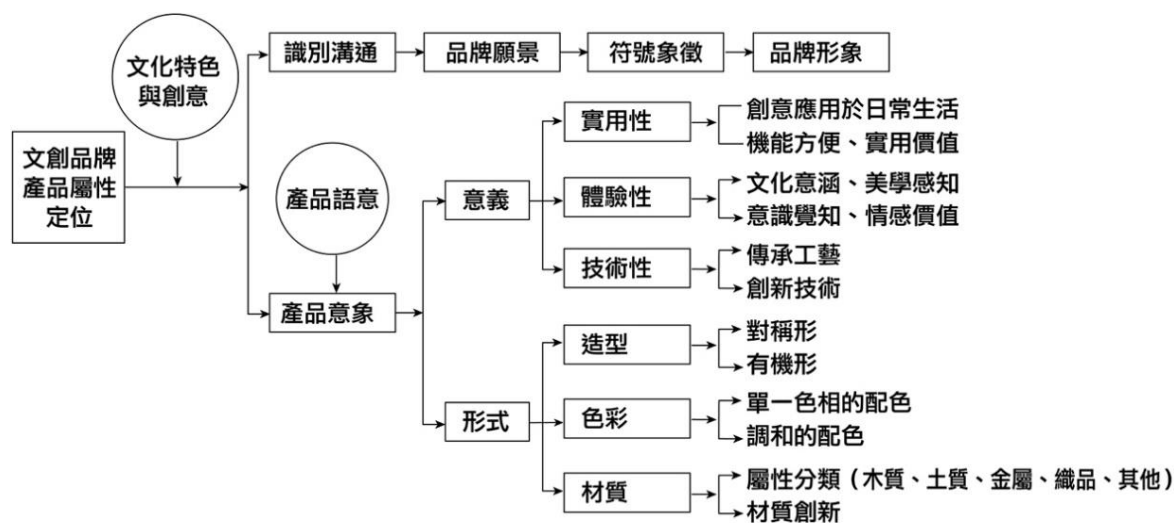 文化特色
與創意
識別溝通
品牌願景
符號象徵
品牌形象
文創品牌
產品屬性
定位
產品語意
產品意象
意義
實用性
創意應用於日常生活
機能方便、實用價值
體驗性
文化意涵、美學感知
意識覺知、情感價值
技術性
傳承工藝
創新技術
形式
造型
對稱形
有機形
色彩
單一色相的配色
調和的配色
材質
屬性分類（木質、土質、金屬、織品、其他）
材質創新